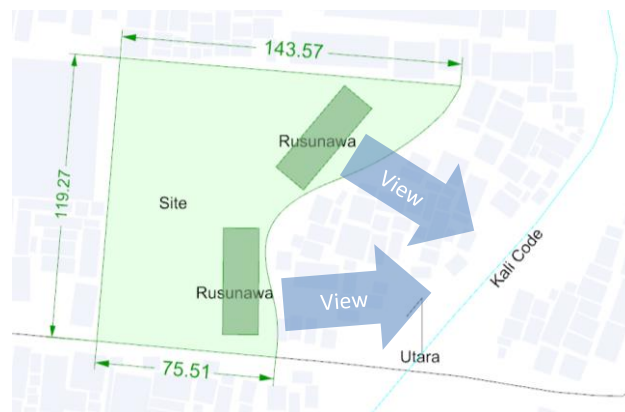 143.57
Rusunawa
View
119.27
Site
Kali Code
Rusunawa
View
Utara
75.51